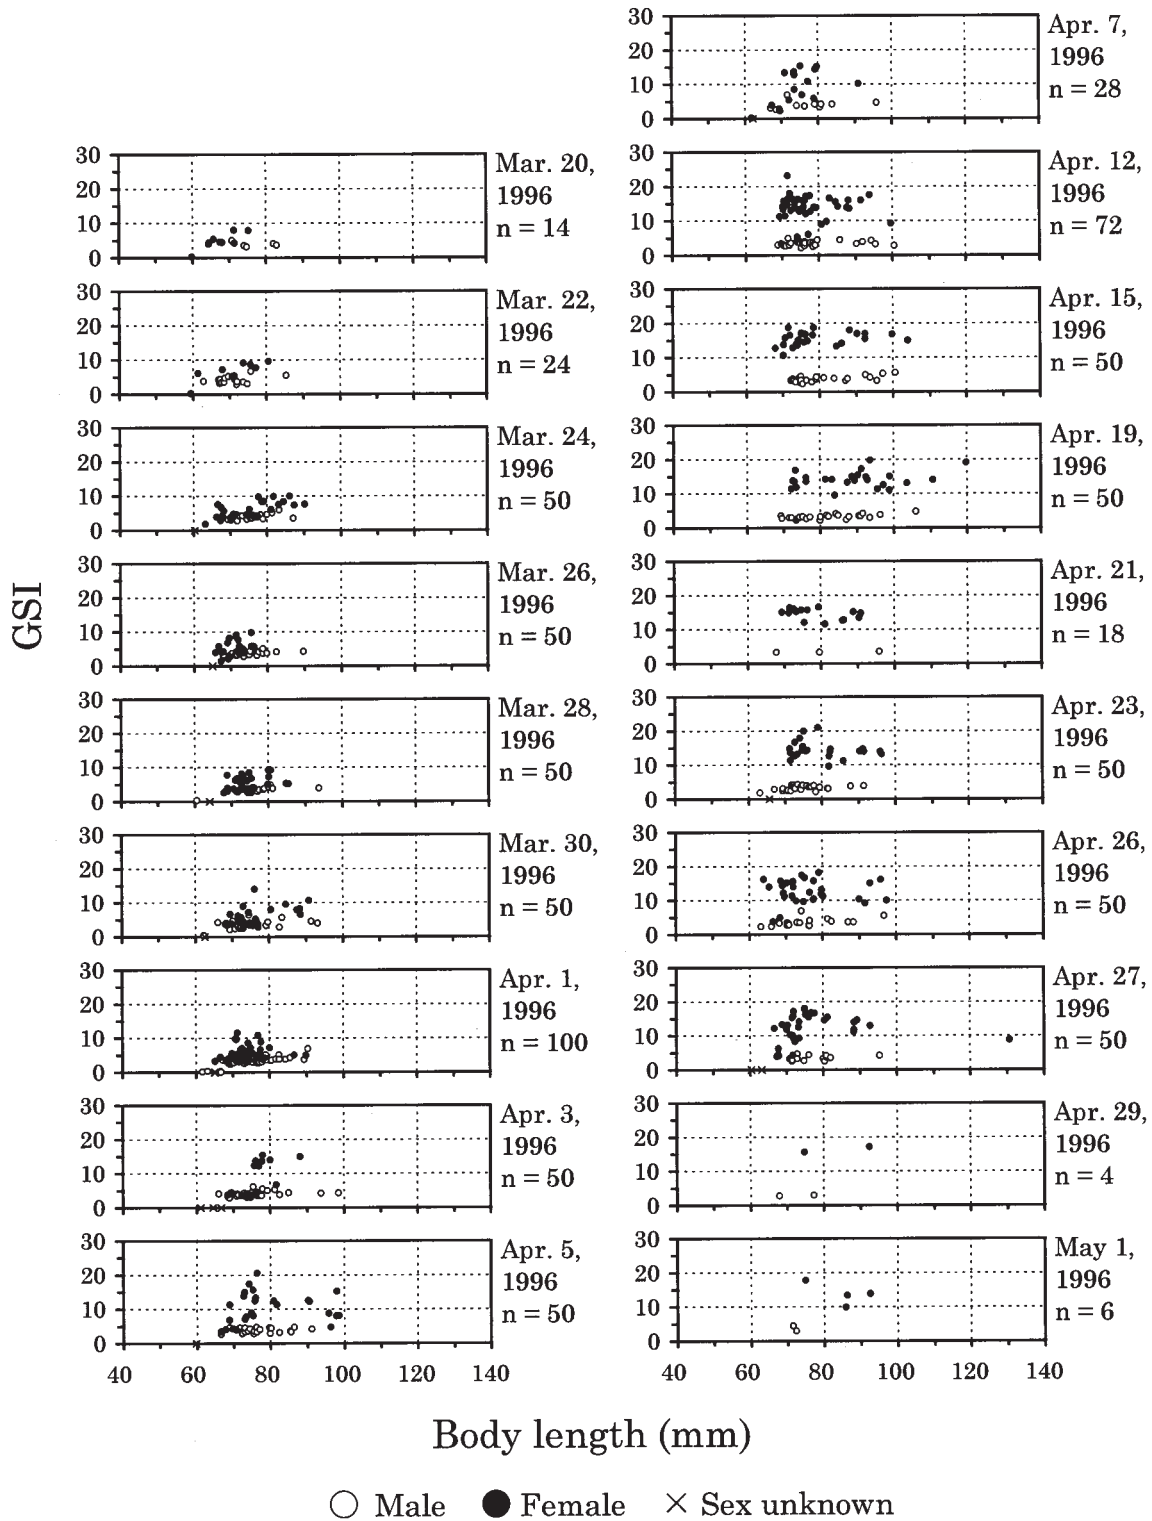 GSI
30
20
10
0
Mar. 20,
1996
n = 14
30
20
10
0
Mar. 22,
1996
n = 24
30
20
10
0
Mar. 24,
1996
n = 50
30
20
10
0
Mar. 26,
1996
n = 50
30
20
10
0
Mar. 28,
1996
n = 50
30
20
10
0
Mar. 30,
1996
n = 50
30
20
10
0
Apr. 1,
1996
n = 100
30
20
10
0
Apr. 3,
1996
n = 50
30
20
10
0
Apr. 5,
1996
n = 50
40 60 80 100 120 140
30
20
10
0
Apr. 7,
1996
n = 28
30
20
10
0
Apr. 12,
1996
n = 72
30
20
10
0
Apr. 15,
1996
n = 50
30
20
10
0
Apr. 19,
1996
n = 50
30
20
10
0
Apr. 21,
1996
n = 18
30
20
10
0
Apr. 23,
1996
n = 50
30
20
10
0
Apr. 26,
1996
n = 50
30
20
10
0
Apr. 27,
1996
n = 50
30
20
10
0
Apr. 29,
1996
n = 4
30
20
10
0
May 1,
1996
n = 6
40 60 80 100 120 140
Body length (mm)
Male Female Sex unknown